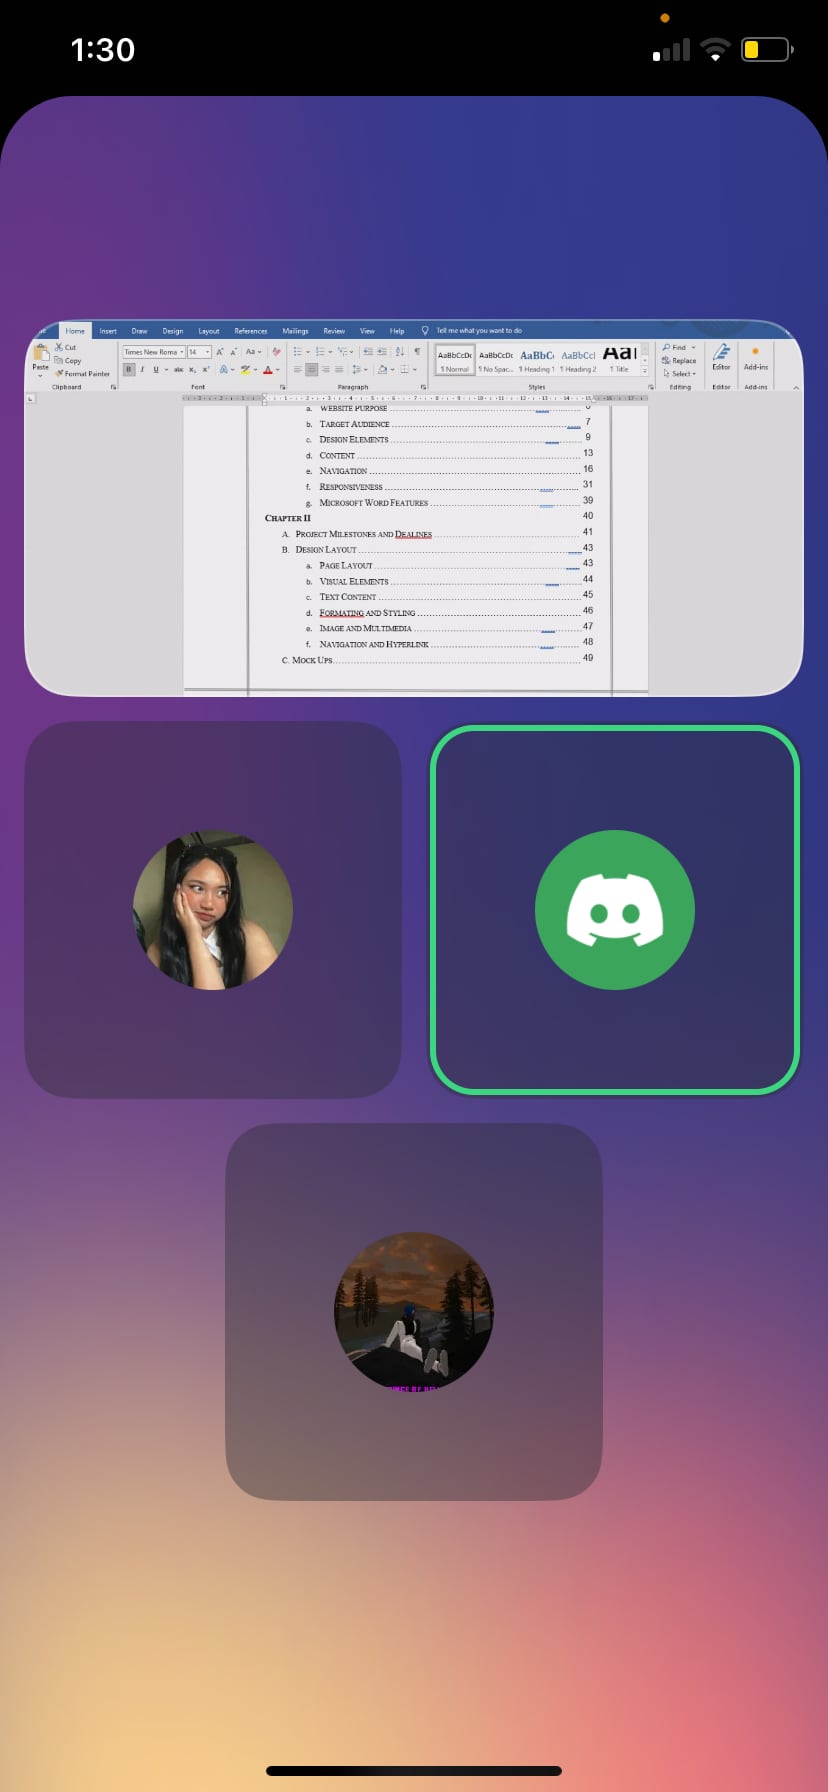 1:30
Home Insert Draw Design Layout References Mailings Review View Help Tell me what you want to do
Paste
Cut
Copy
Format Painter
Clipboard
Times New Roma 14
Font
Paragraph
AaBbCcDc AaBbCcDc AaBbC AaBbCcI AaI
¶ Normal ¶ No Spac... ¶ Heading 1 ¶ Heading 2 ¶ Title
Styles
Find
Replace
Select
Editing
Editor
Editor
Add-ins
Add-ins
a. WEBSITE PURPOSE
b. TARGET AUDIENCE 7
c. DESIGN ELEMENTS 9
d. CONTENT 13
e. NAVIGATION 16
f. RESPONSIVENESS 31
g. MICROSOFT WORD FEATURES 39
CHAPTER II 40
A. PROJECT MILESTONES AND DEALINES 41
B. DESIGN LAYOUT 43
a. PAGE LAYOUT 43
b. VISUAL ELEMENTS 44
c. TEXT CONTENT 45
d. FORMATING AND STYLING 46
e. IMAGE AND MULTIMEDIA 47
f. NAVIGATION AND HYPERLINK 48
C. MOCK UPS 49